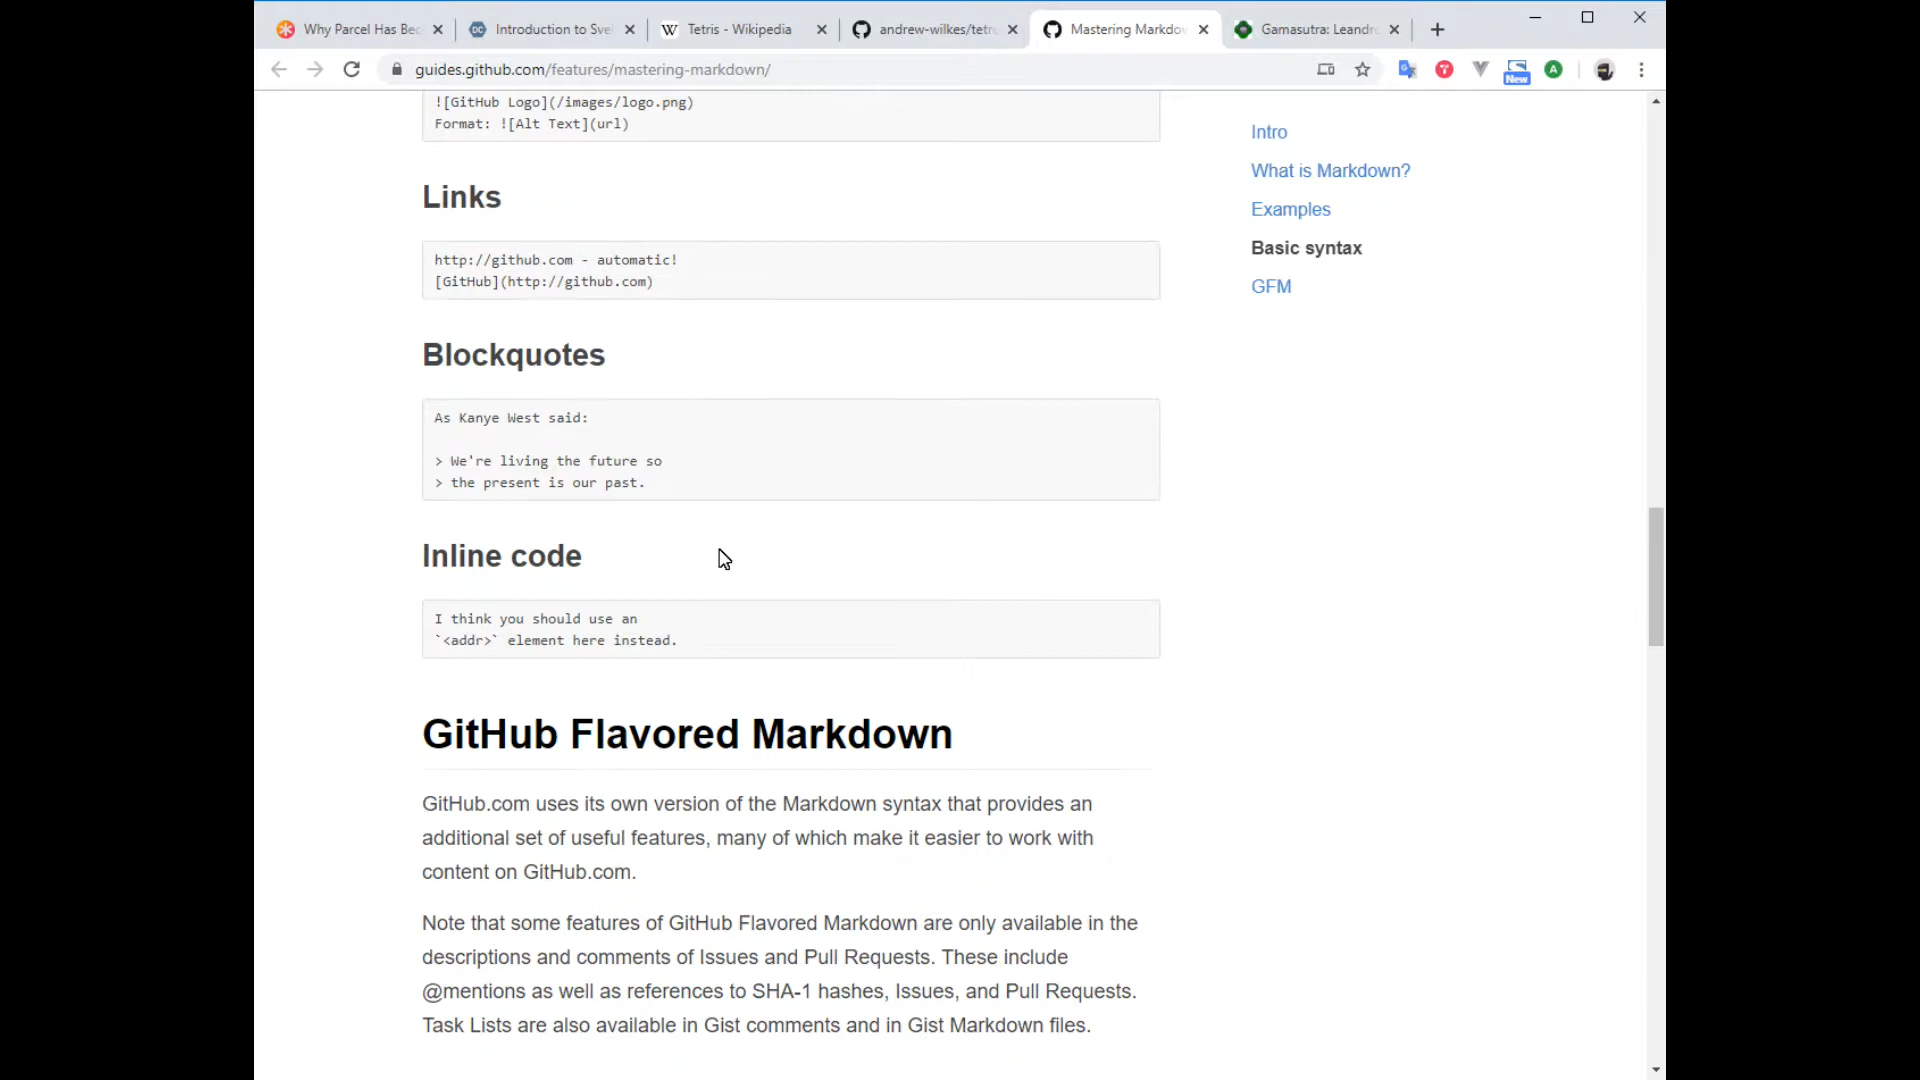 Why Parcel Has Bec
Introduction to Sve
Tetris - Wikipedia
andrew-wilkes/tetr
Mastering Markdow
Gamasutra: Leandr
guides.github.com/features/mastering-markdown/
New
![GitHub Logo](/images/logo.png)
Format: ![Alt Text](url)
Links
http://github.com - automatic!
[GitHub](http://github.com)
Blockquotes
As Kanye West said:
> We're living the future so
> the present is our past.
Inline code
I think you should use an
`<addr>` element here instead.
GitHub Flavored Markdown
GitHub.com uses its own version of the Markdown syntax that provides an
additional set of useful features, many of which make it easier to work with
content on GitHub.com.
Note that some features of GitHub Flavored Markdown are only available in the
descriptions and comments of Issues and Pull Requests. These include
@mentions as well as references to SHA-1 hashes, Issues, and Pull Requests.
Task Lists are also available in Gist comments and in Gist Markdown files.
Intro
What is Markdown?
Examples
Basic syntax
GFM